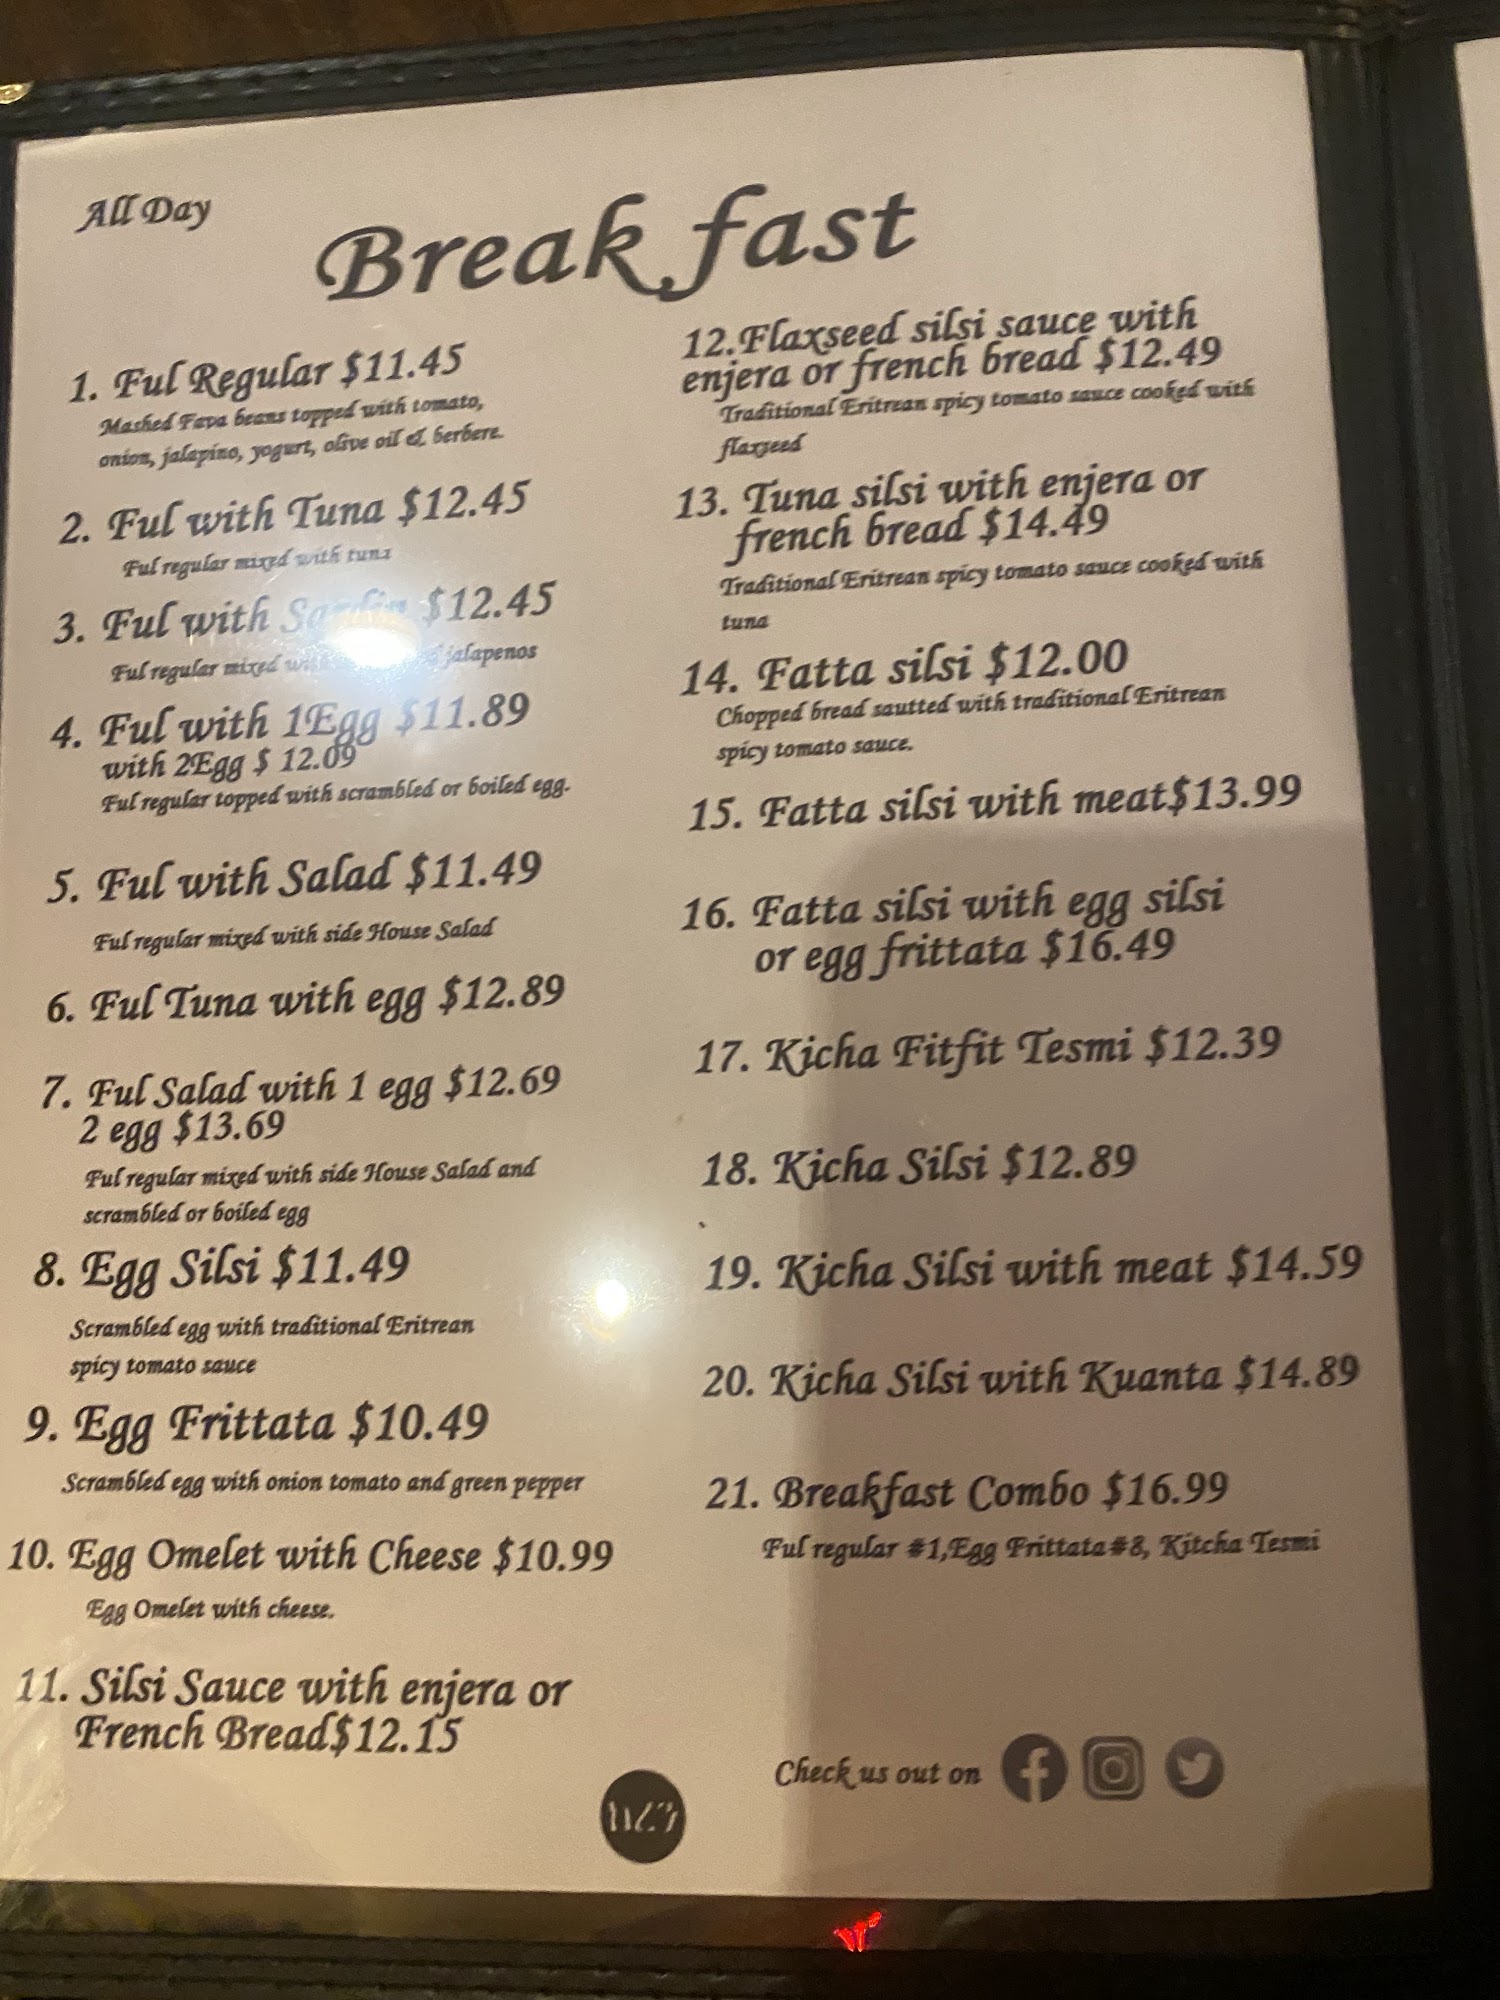 All Day
Breakfast
1. Ful Regular $11.45
Mashed Fava beans topped with tomato,
onion, jalapino, yogurt, olive oil & berbere.
2. Ful with Tuna $12.45
Ful regular mixed with tuna
3. Ful with Sardin $12.45
Ful regular mixed jalapenos
4. Ful with 1Egg $11.89
with 2Egg $ 12.09
Ful regular topped with scrambled or boiled egg.
5. Ful with Salad $11.49
Ful regular mixed with side House Salad
6. Ful Tuna with egg $12.89
7. Ful Salad with 1 egg $12.69
2 egg $13.69
Ful regular mixed with side House Salad and
scrambled or boiled egg
8. Egg Silsi $11.49
Scrambled egg with traditional Eritrean
spicy tomato sauce
9. Egg Frittata $10.49
Scrambled egg with onion tomato and green pepper
10. Egg Omelet with Cheese $10.99
Egg Omelet with cheese.
11. Silsi Sauce with enjera or
French Bread$12.15
12.Flaxseed silsi sauce with
enjera or french bread $12.49
Traditional Eritrean spicy tomato sauce cooked with
flaxseed
13. Tuna silsi with enjera or
french bread $14.49
Traditional Eritrean spicy tomato sauce cooked with
tuna
14. Fatta silsi $12.00
Chopped bread sautted with traditional Eritrean
spicy tomato sauce.
15. Fatta silsi with meat$13.99
16. Fatta silsi with egg silsi
or egg frittata $16.49
17. Kicha Fitfit Tesmi $12.39
18. Kicha Silsi $12.89
19. Kicha Silsi with meat $14.59
20. Kicha Silsi with Kuanta $14.89
21. Breakfast Combo $16.99
Ful regular #1,Egg Frittata#8, Kitcha Tesmi
Check us out on